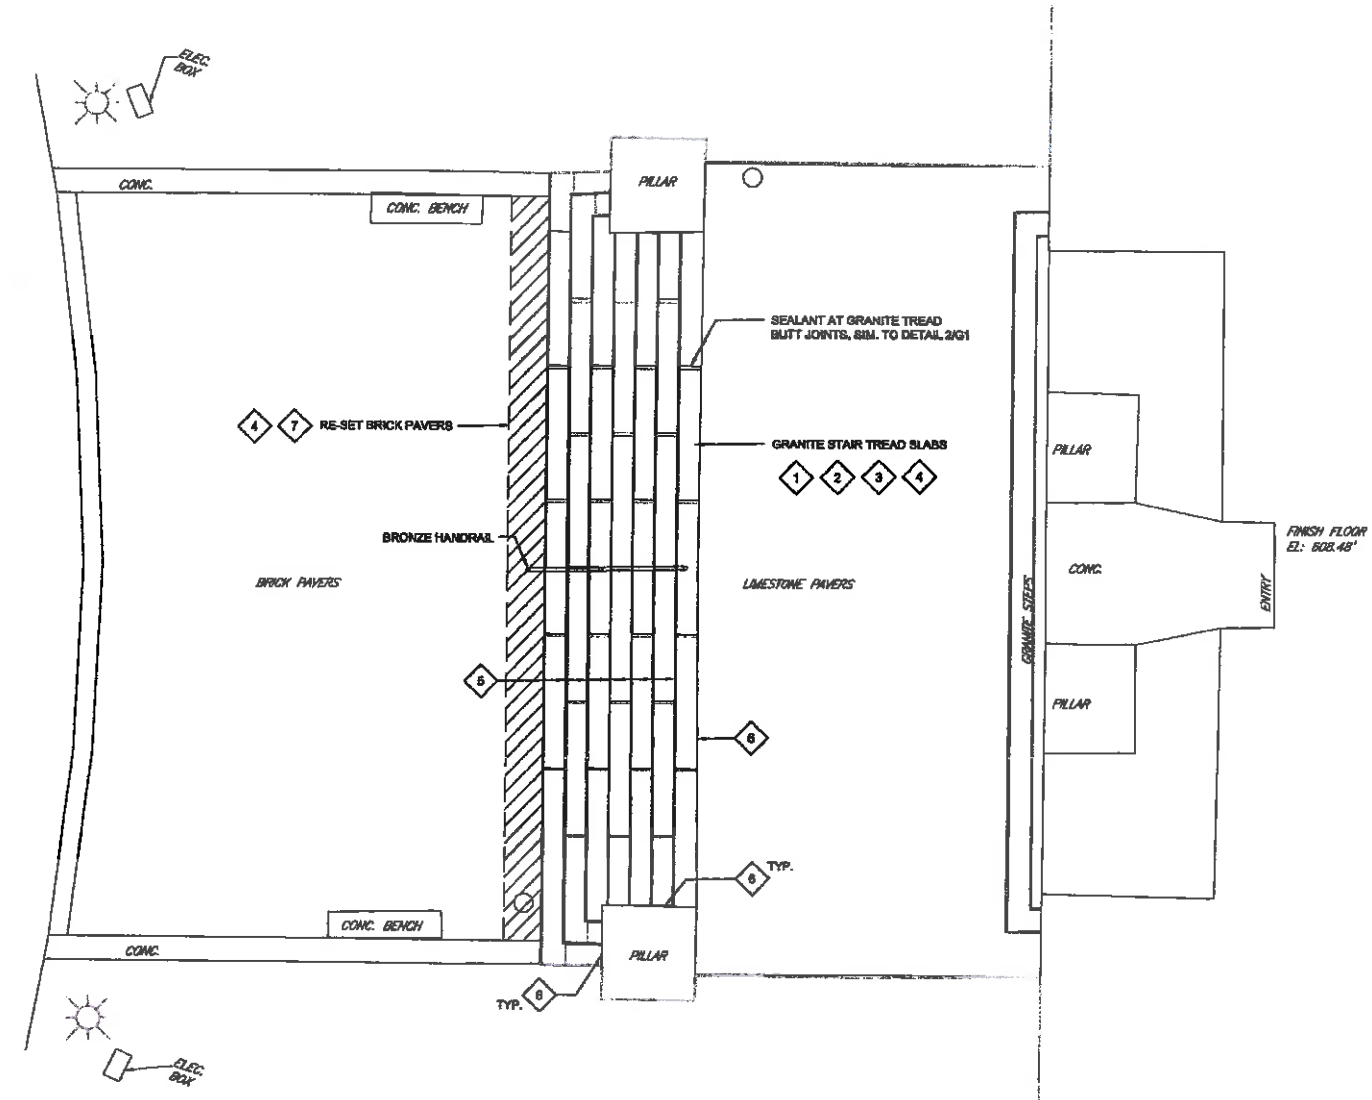 ELEC.
BOX
CONC.
PILLAR
CONC. BENCH
SEALANT AT GRANITE TREAD
BUTT JOINTS, SIM. TO DETAIL 2/G1
4 7 RE-SET BRICK PAVERS
GRANITE STAIR TREAD SLABS
1 2 3 4
PILLAR
BRONZE HANDRAIL
FINISH FLOOR
EL: 608.48'
BRICK PAVERS
LIMESTONE PAVERS
CONC.
ENTRY
GRANITE STEPS
5
PILLAR
6
6 TYP.
CONC. BENCH
CONC.
PILLAR
TYP. 6
ELEC.
BOX